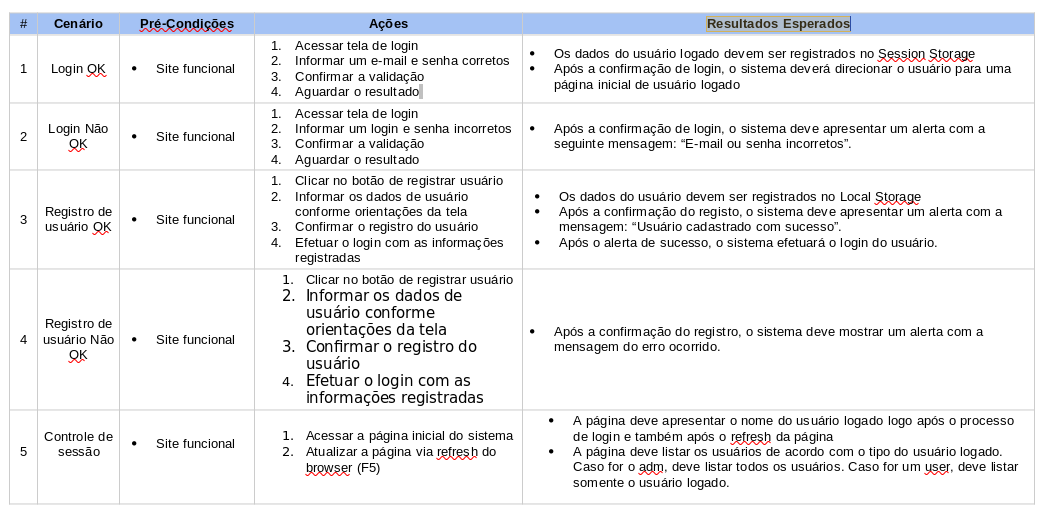 # Cenário Pré-Condições Ações Resultados Esperados
1
Login OK
• Site funcional
1. Acessar tela de login
2. Informar um e-mail e senha corretos
3. Confirmar a validação
4. Aguardar o resultado
• Os dados do usuário logado devem ser registrados no Session Storage
• Após a confirmação de login, o sistema deverá direcionar o usuário para uma
página inicial de usuário logado
2
Login Não
OK
• Site funcional
1. Acessar tela de login
2. Informar um login e senha incorretos
3. Confirmar a validação
4. Aguardar o resultado
• Após a confirmação de login, o sistema deve apresentar um alerta com a
seguinte mensagem: “E-mail ou senha incorretos”.
3
Registro de
usuário OK
• Site funcional
1. Clicar no botão de registrar usuário
2. Informar os dados de usuário
conforme orientações da tela
3. Confirmar o registro do usuário
4. Efetuar o login com as informações
registradas
• Os dados do usuário devem ser registrados no Local Storage
• Após a confirmação do registo, o sistema deve apresentar um alerta com a
mensagem: “Usuário cadastrado com sucesso”.
• Após o alerta de sucesso, o sistema efetuará o login do usuário.
4
Registro de
usuário Não
OK
• Site funcional
1. Clicar no botão de registrar usuário
2. Informar os dados de
usuário conforme
orientações da tela
3. Confirmar o registro do
usuário
4. Efetuar o login com as
informações registradas
• Após a confirmação do registro, o sistema deve mostrar um alerta com a
mensagem do erro ocorrido.
5
Controle de
sessão
• Site funcional
1. Acessar a página inicial do sistema
2. Atualizar a página via refresh do
browser (F5)
• A página deve apresentar o nome do usuário logado logo após o processo
de login e também após o refresh da página
• A página deve listar os usuários de acordo com o tipo do usuário logado.
Caso for o adm, deve listar todos os usuários. Caso for um user, deve listar
somente o usuário logado.